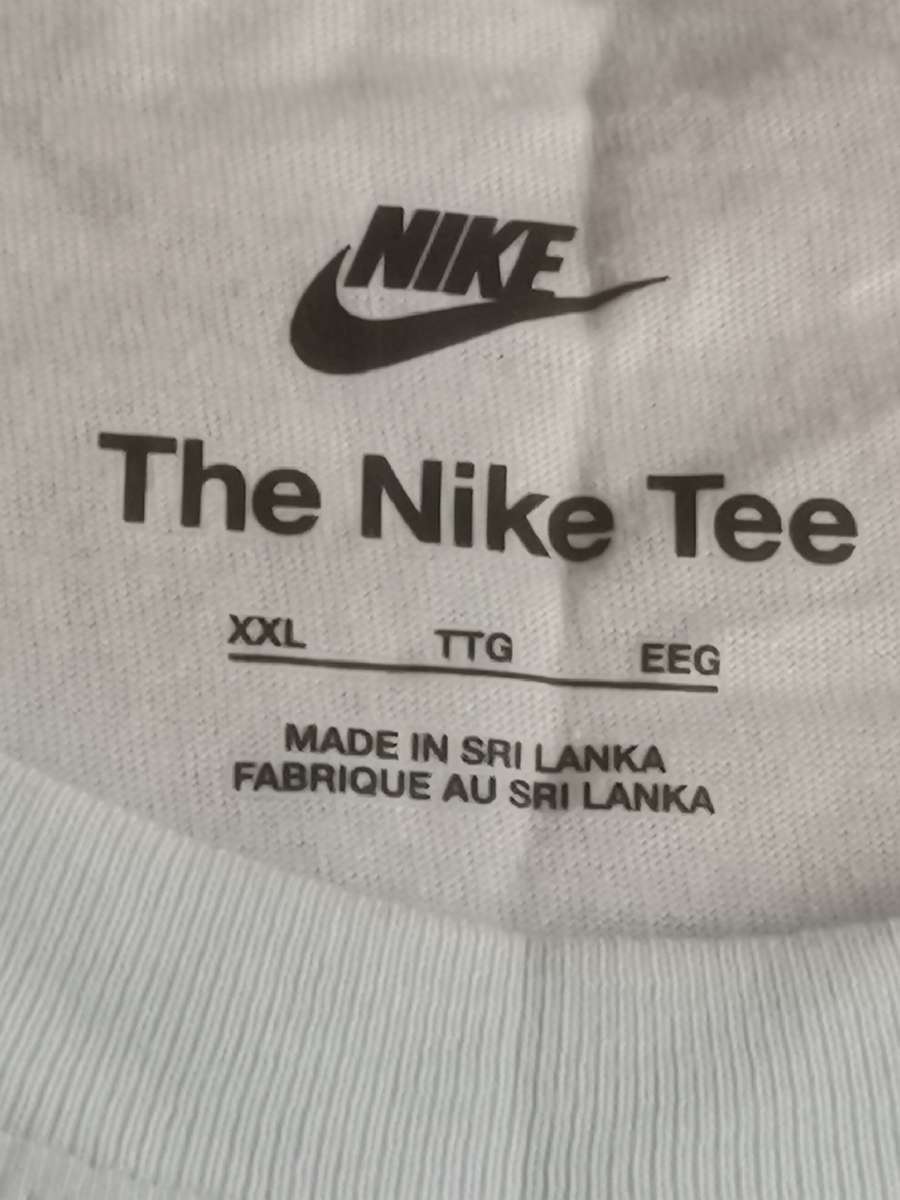 NIKE
The Nike Tee
XXL TTG EEG
MADE IN SRI LANKA
FABRIQUE AU SRI LANKA